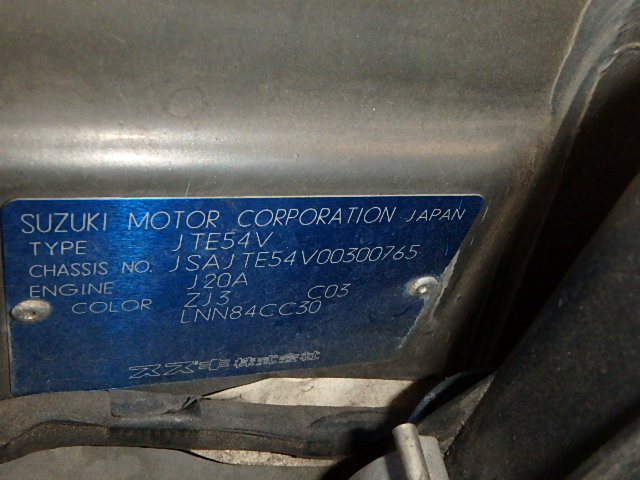 SUZUKI MOTOR CORPORATION JAPAN
TYPE JTE54V
CHASSIS NO. JSAJTE54V00300765
ENGINE J20A
COLOR ZJ3 C03
LNN84CC30
スズキ株式会社